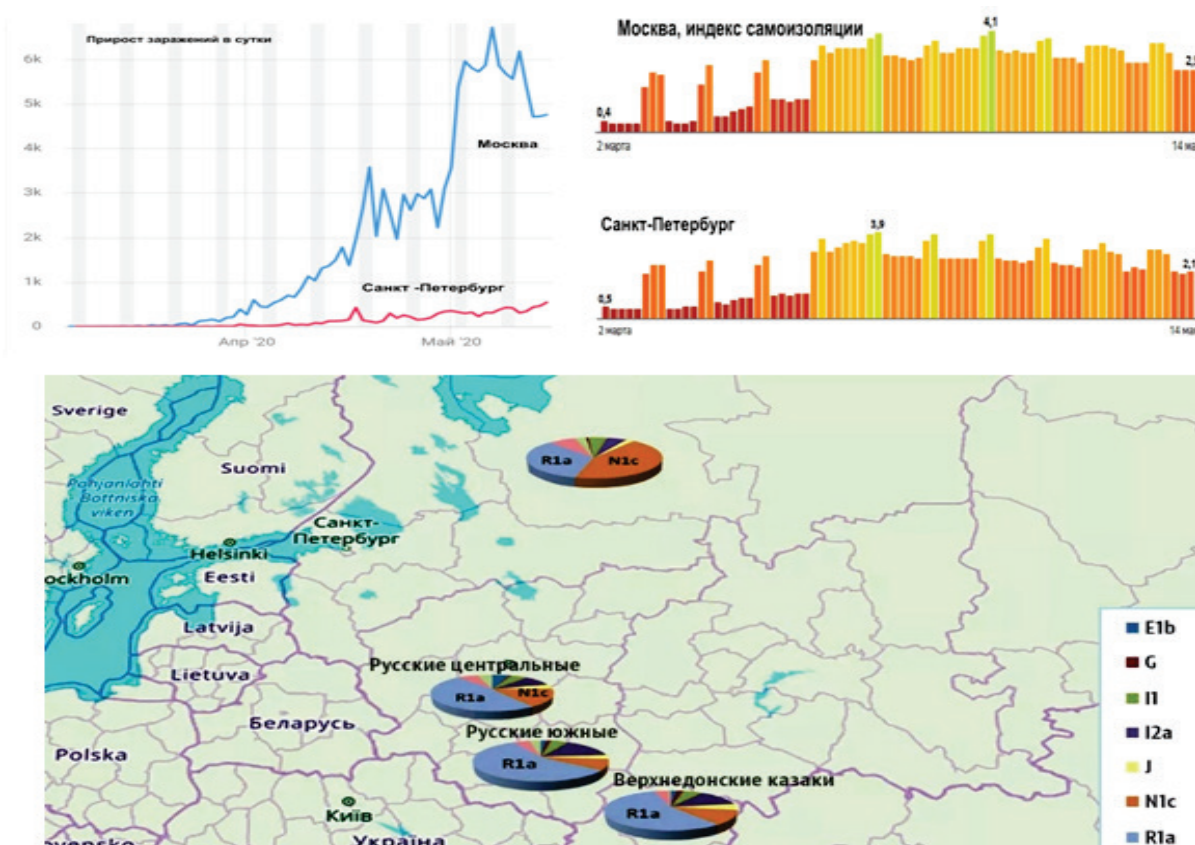 Прирост заражений в сутки
6k
5k
4k
3k
2k
1k
0
Москва
Санкт -Петербург
Апр '20
Май '20
Москва, индекс самоизоляции
4,1
0,4
2 марта
Санкт-Петербург
3,9
2,1
0,5
2 марта
Sverige
Suomi
Pohjanlahti
- Bottniska
viken
Санкт-
Петербург
Helsinki
ockholm
Eesti
Latvija
Lietuva
Беларусь
Polska
Київ
Україна
R1a
N1c
Русские центральные
R1a
N1c
Русские южные
R1a
Верхнедонские казаки
R1a
E1b
G
I1
I2a
J
N1c
R1a